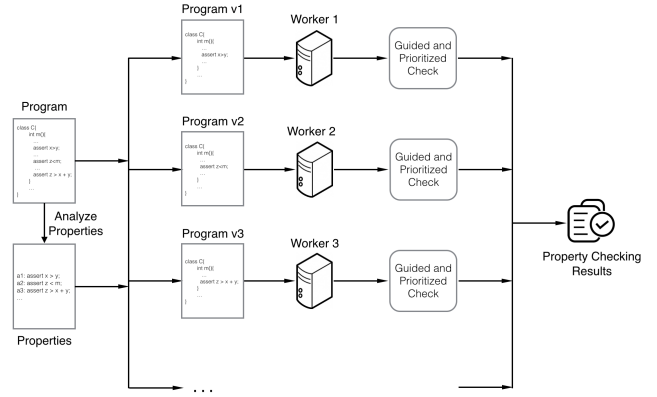 Program v1
Worker 1
class C{
int m(){
...
assert x>y;
...
}
...
}
Guided and
Prioritized
Check
Program
class C{
int m(){
...
assert x>y;
...
assert z<m;
...
assert z > x + y;
}
...
}
Program v2
Worker 2
class C{
int m(){
...
assert z<m;
...
}
...
}
Guided and
Prioritized
Check
Analyze
Properties
Program v3
Worker 3
class C{
int m(){
...
assert z > x + y;
}
...
}
Guided and
Prioritized
Check
Property Checking
Results
a1: assert x > y;
a2: assert z < m;
a3: assert z > x + y;
...
Properties
...